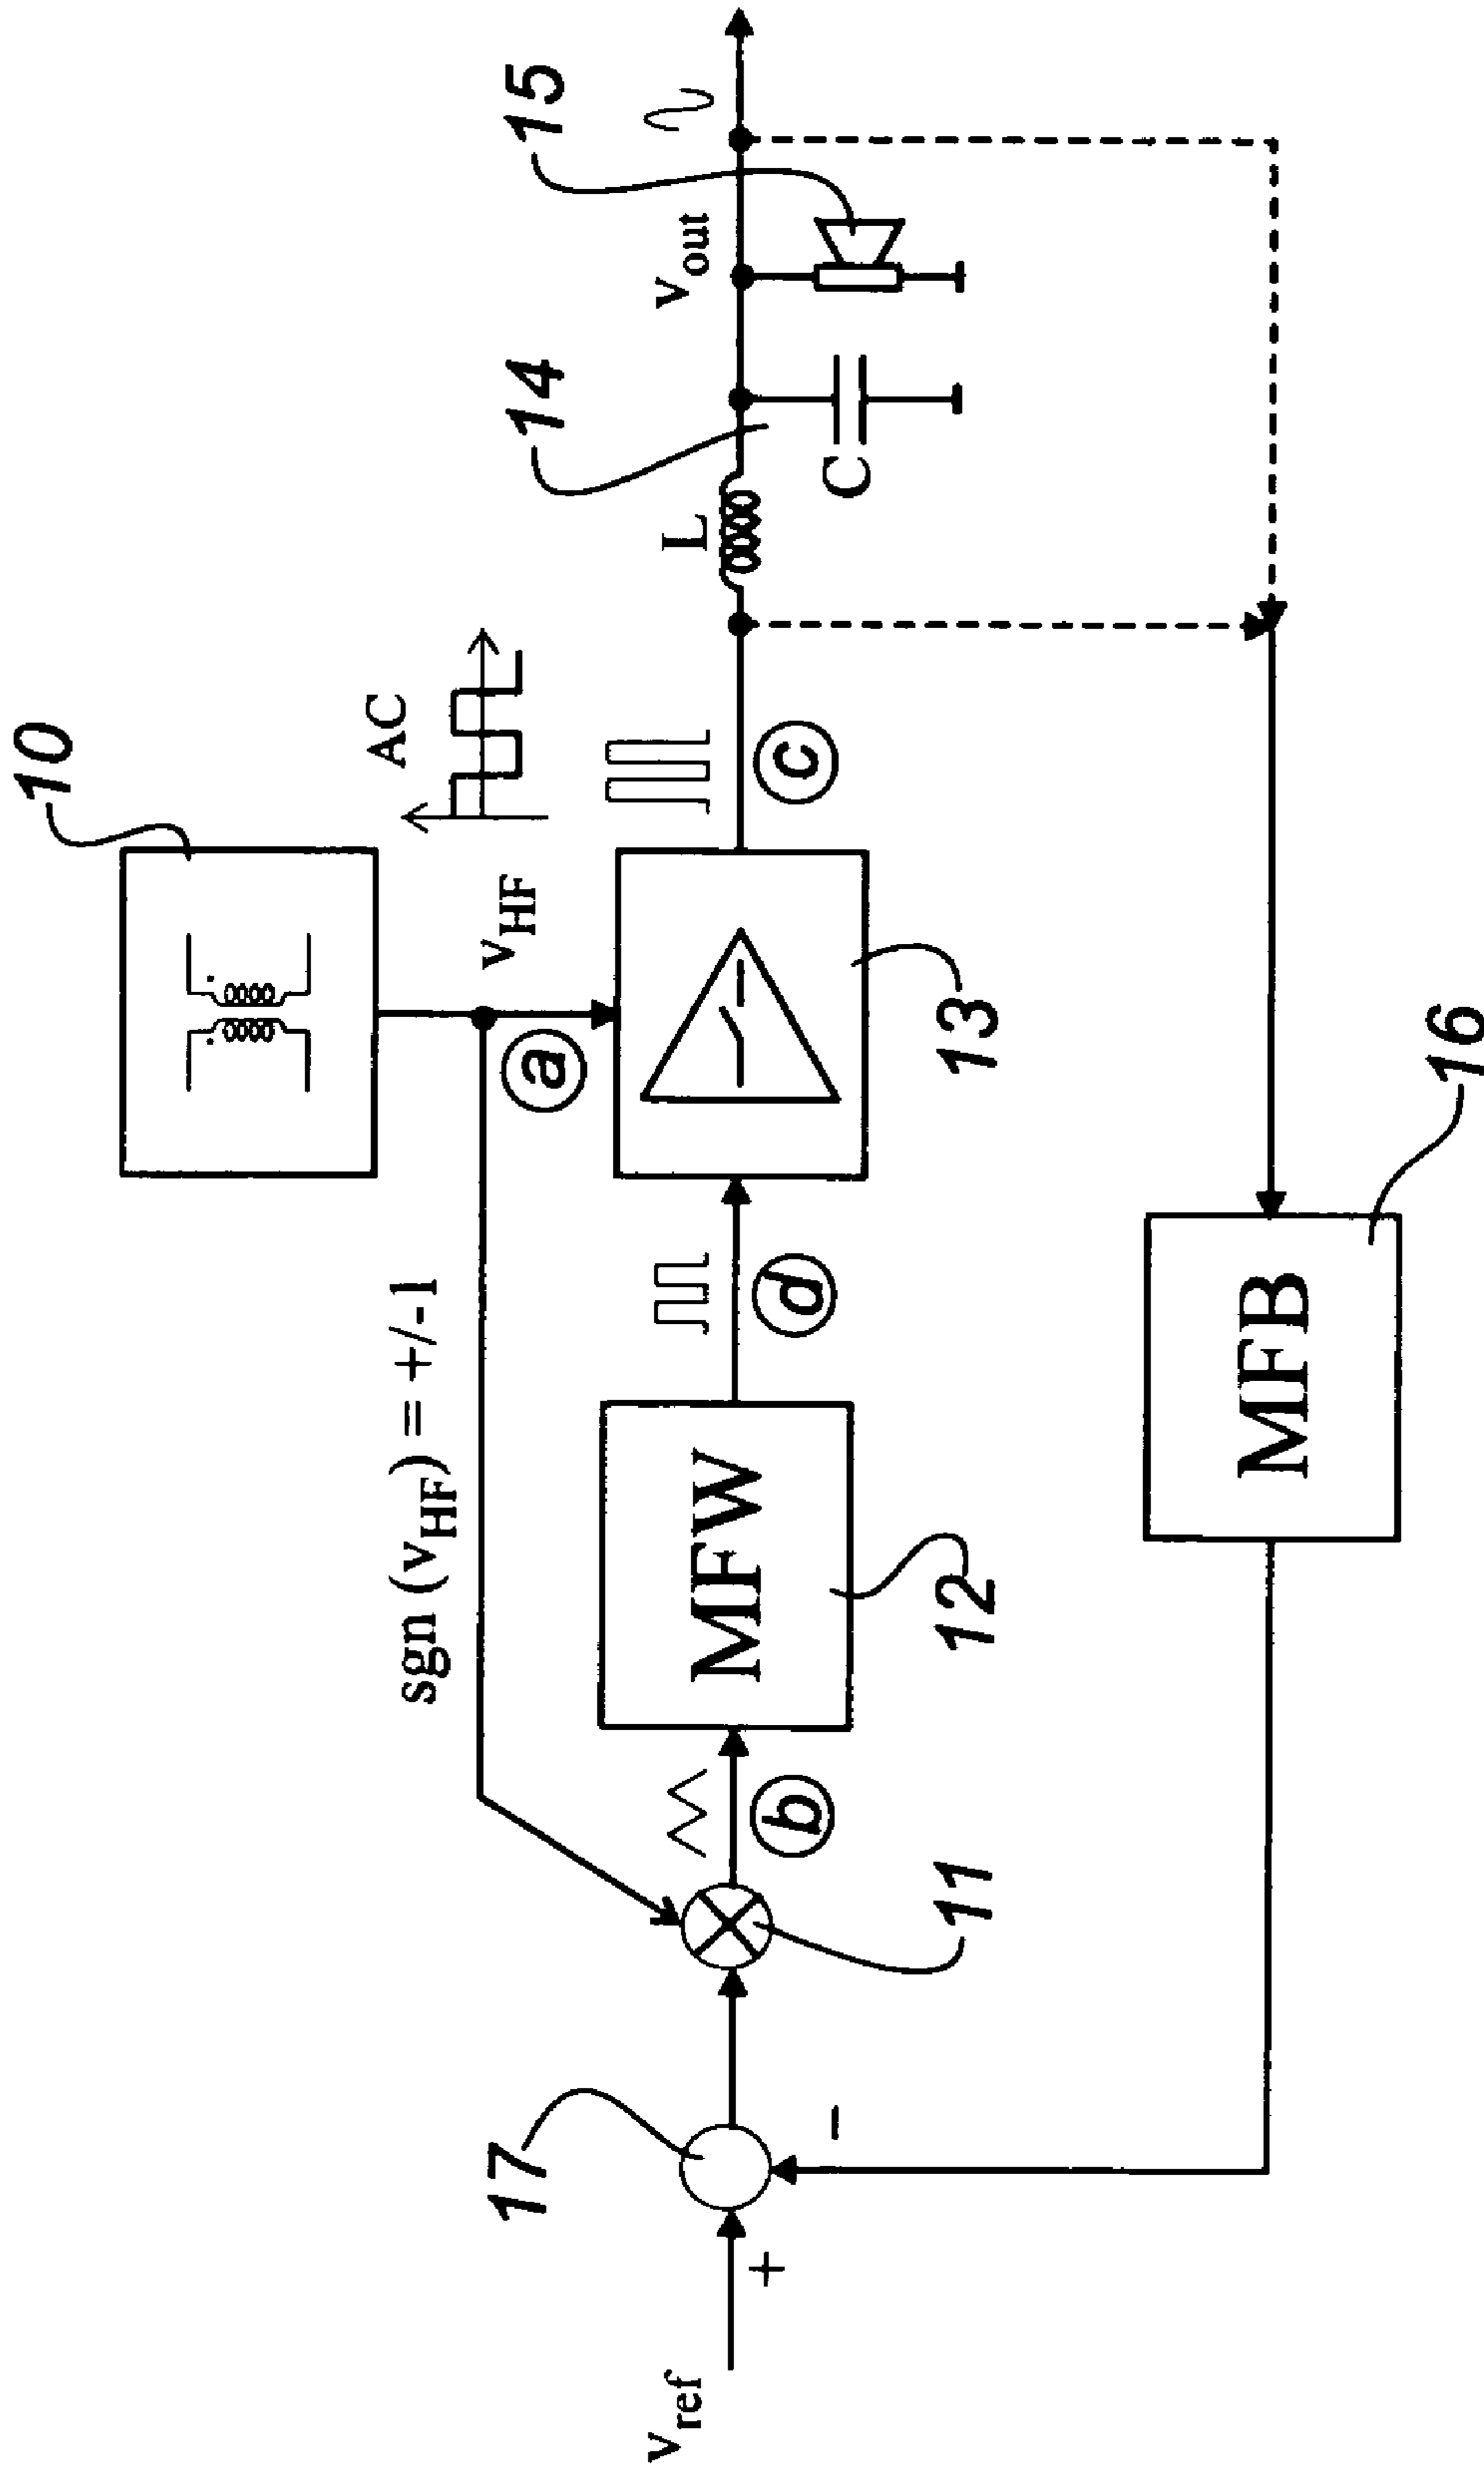 10
AC
v_HF
sgn (v_HF) = +/-1
15
14
v_out
L
C
a
c
d
b
13
MFW
12
11
17
v_ref
+
-
MFB
16